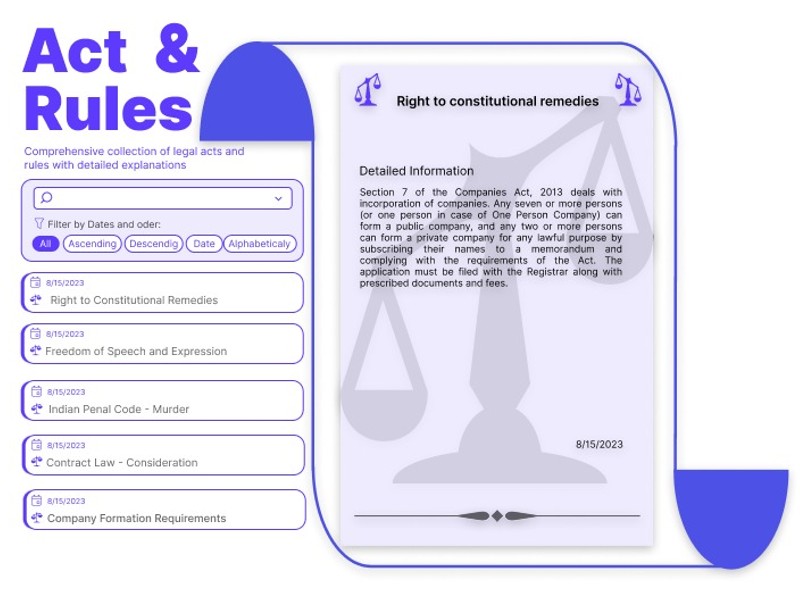 Act &
Rules
Comprehensive collection of legal acts and
rules with detailed explanations
Filter by Dates and oder:
All
Ascending
Descendig
Date
Alphabeticaly
8/15/2023
Right to Constitutional Remedies
8/15/2023
Freedom of Speech and Expression
8/15/2023
Indian Penal Code - Murder
8/15/2023
Contract Law - Consideration
8/15/2023
Company Formation Requirements
Right to constitutional remedies
Detailed Information
Section 7 of the Companies Act, 2013 deals with
incorporation of companies. Any seven or more persons
(or one person in case of One Person Company) can
form a public company, and any two or more persons
can form a private company for any lawful purpose by
subscribing their names to a memorandum and
complying with the requirements of the Act. The
application must be filed with the Registrar along with
prescribed documents and fees.
8/15/2023